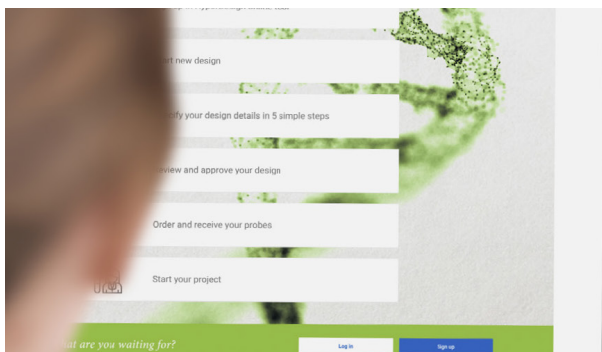 new design
your design details in 5 simple steps
and approve your design
Order and receive your probes
Start your project
are you waiting for?
Log in
Sign up